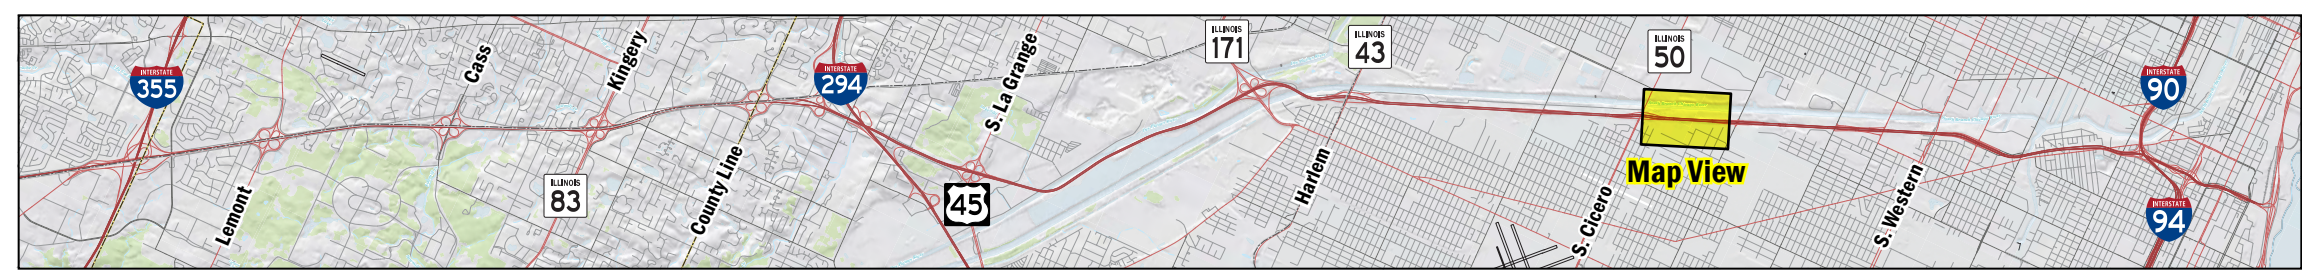 INTERSTATE
355
Lemont
Cass
ILLINOIS
83
Kingery
County Line
INTERSTATE
294
45
S. La Grange
ILLINOIS
171
Harlem
ILLINOIS
43
S. Cicero
ILLINOIS
50
Map View
S. Western
INTERSTATE
90
INTERSTATE
94